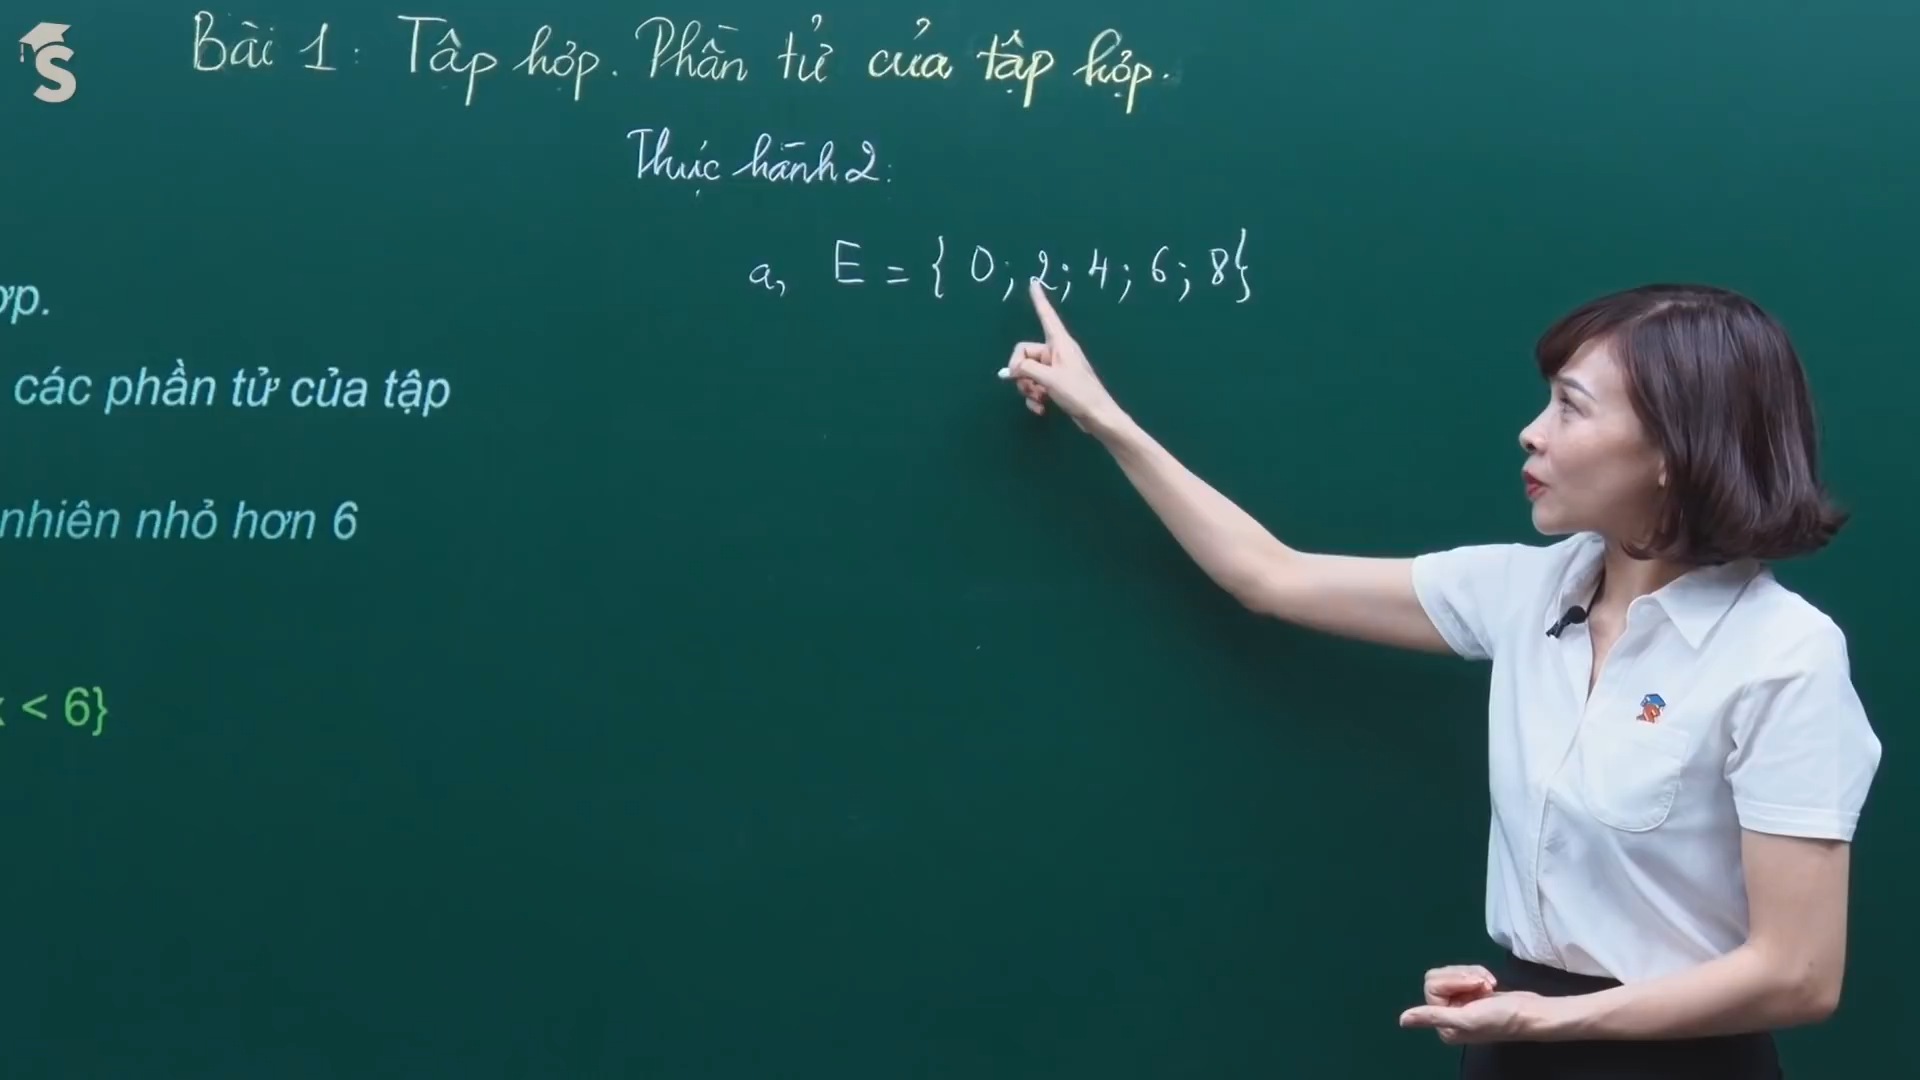 S
Bài 1: Tập hợp. Phần tử của tập hợp.
Thực hành 2:
a, E = { 0; 2; 4; 6; 8}
các phần tử của tập
nhiên nhỏ hơn 6
< 6}